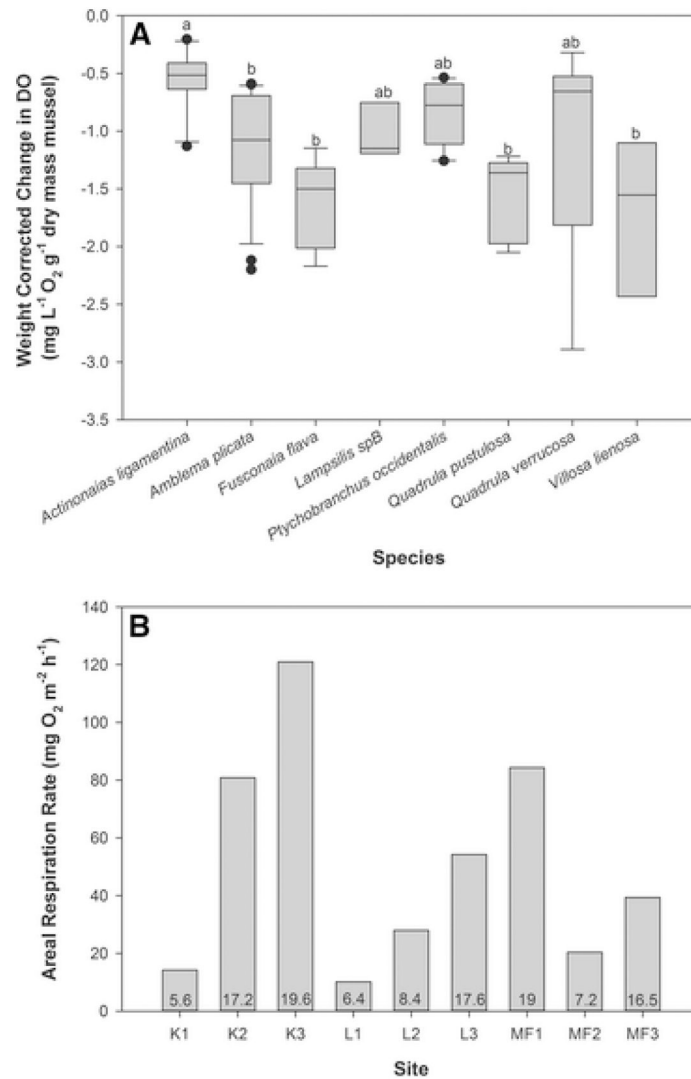 A
Weight Corrected Change in DO
(mg L⁻¹ O₂ g⁻¹ dry mass mussel)
0.0
-0.5
-1.0
-1.5
-2.0
-2.5
-3.0
-3.5
a
b
b
ab
ab
b
ab
b
Actinonaias ligamentina
Amblema plicata
Fusconaia flava
Lampsilis spB
Ptychobranchus occidentalis
Quadrula pustulosa
Quadrula verrucosa
Villosa lienosa
Species
B
Areal Respiration Rate (mg O₂ m⁻² h⁻¹)
140
120
100
80
60
40
20
0
5.6
17.2
19.6
6.4
8.4
17.6
19
7.2
16.5
K1
K2
K3
L1
L2
L3
MF1
MF2
MF3
Site